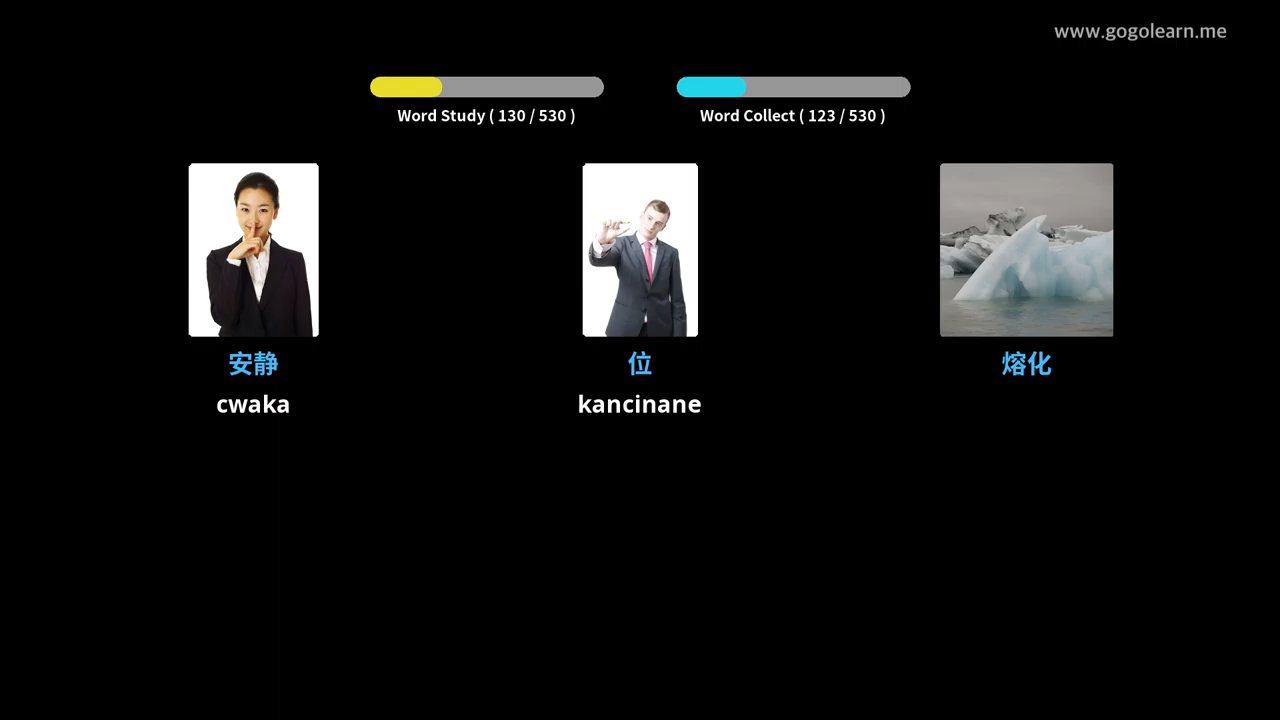 www.gogolearn.me
Word Study ( 130 / 530 )
Word Collect ( 123 / 530 )
安静
位
熔化
cwaka
kancinane